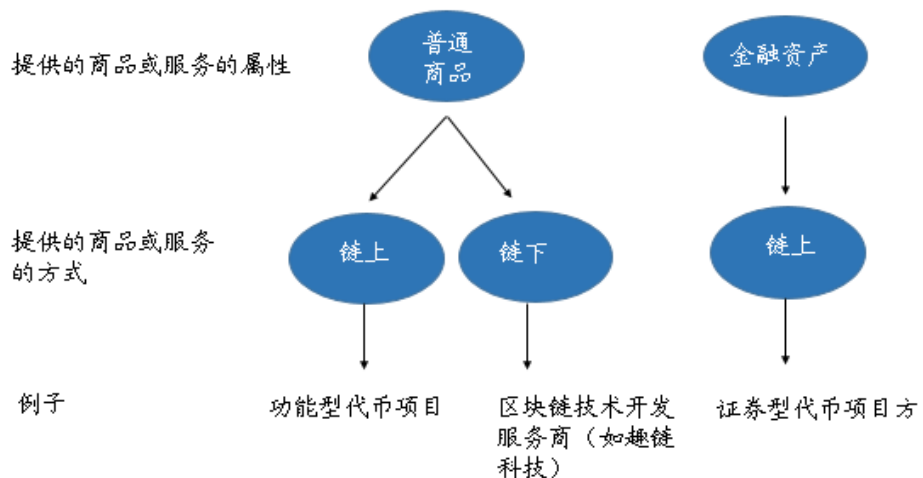 提供的商品或服务的属性
普通
商品
金融资产
提供的商品或服务
的方式
链上
链下
链上
例子
功能型代币项目
区块链技术开发
服务商（如趣链
科技）
证券型代币项目方